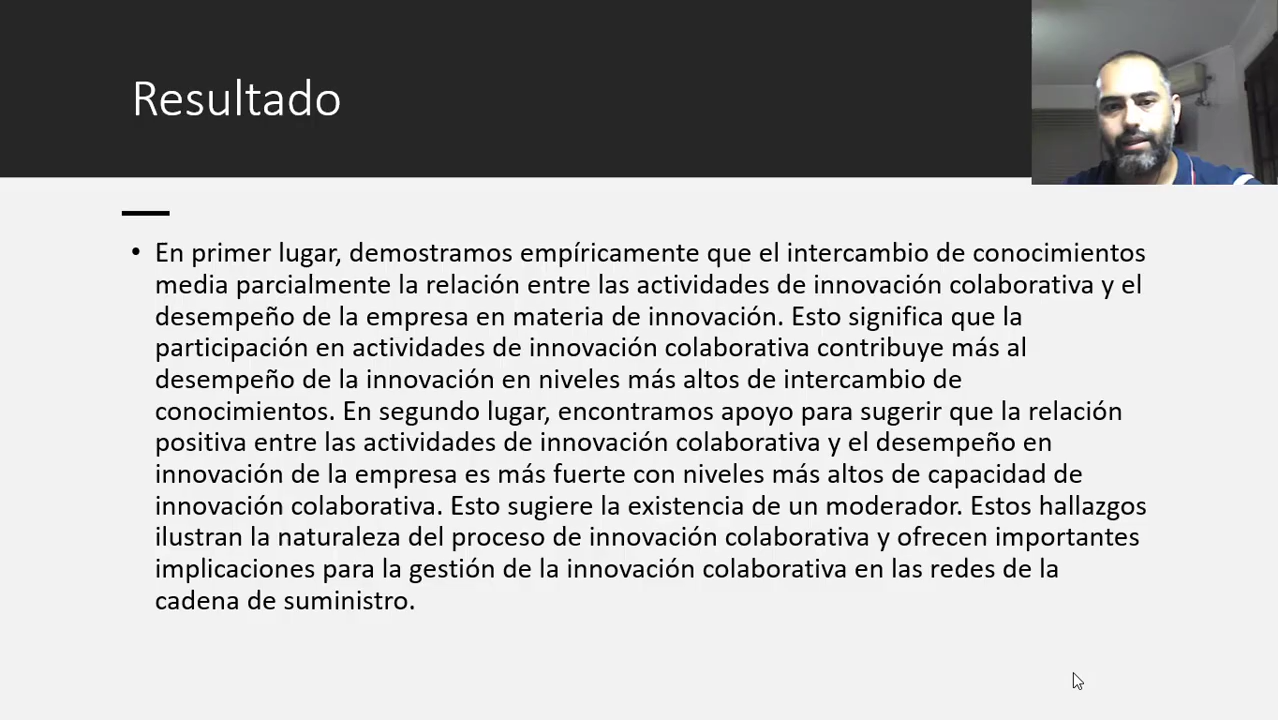 Resultado
• En primer lugar, demostramos empíricamente que el intercambio de conocimientos
media parcialmente la relación entre las actividades de innovación colaborativa y el
desempeño de la empresa en materia de innovación. Esto significa que la
participación en actividades de innovación colaborativa contribuye más al
desempeño de la innovación en niveles más altos de intercambio de
conocimientos. En segundo lugar, encontramos apoyo para sugerir que la relación
positiva entre las actividades de innovación colaborativa y el desempeño en
innovación de la empresa es más fuerte con niveles más altos de capacidad de
innovación colaborativa. Esto sugiere la existencia de un moderador. Estos hallazgos
ilustran la naturaleza del proceso de innovación colaborativa y ofrecen importantes
implicaciones para la gestión de la innovación colaborativa en las redes de la
cadena de suministro.